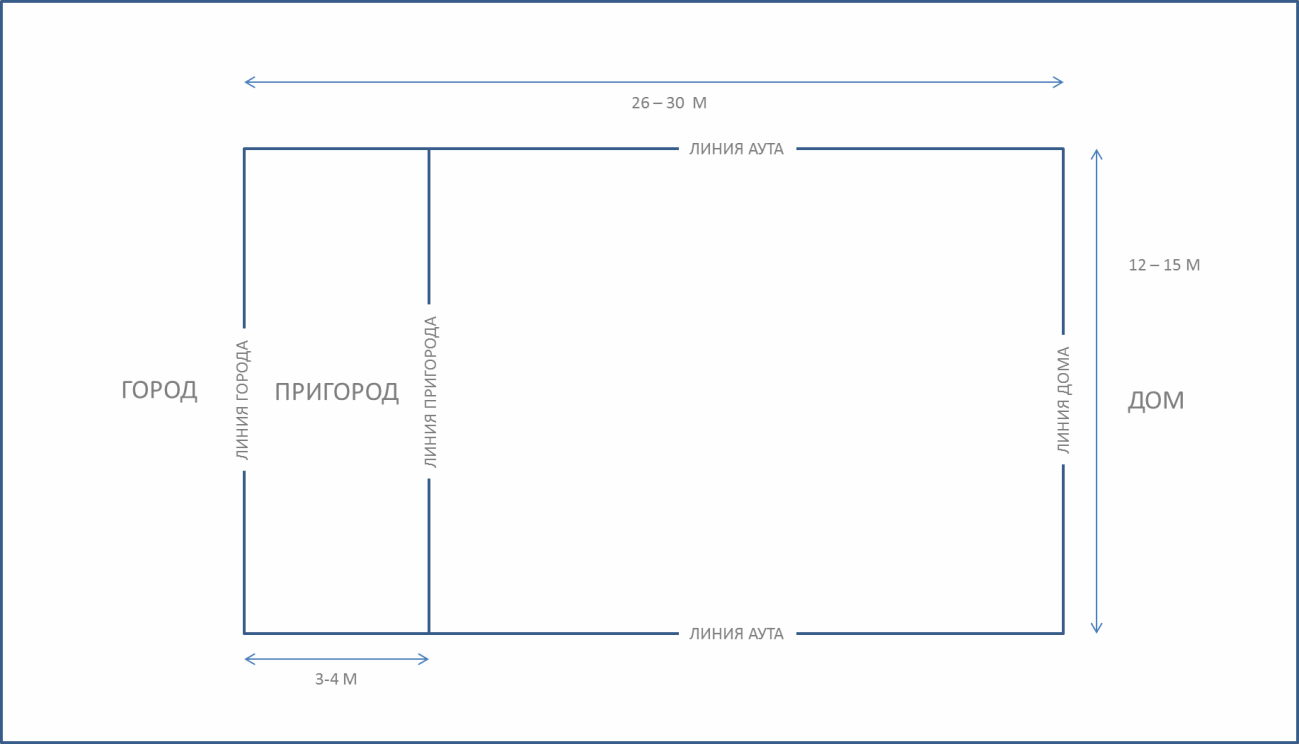 26 – 30 М
ЛИНИЯ АУТА
12 – 15 М
ГОРОД
ЛИНИЯ ГОРОДА
ПРИГОРОД
ЛИНИЯ ПРИГОРОДА
ЛИНИЯ ДОМА
ДОМ
ЛИНИЯ АУТА
3-4 М